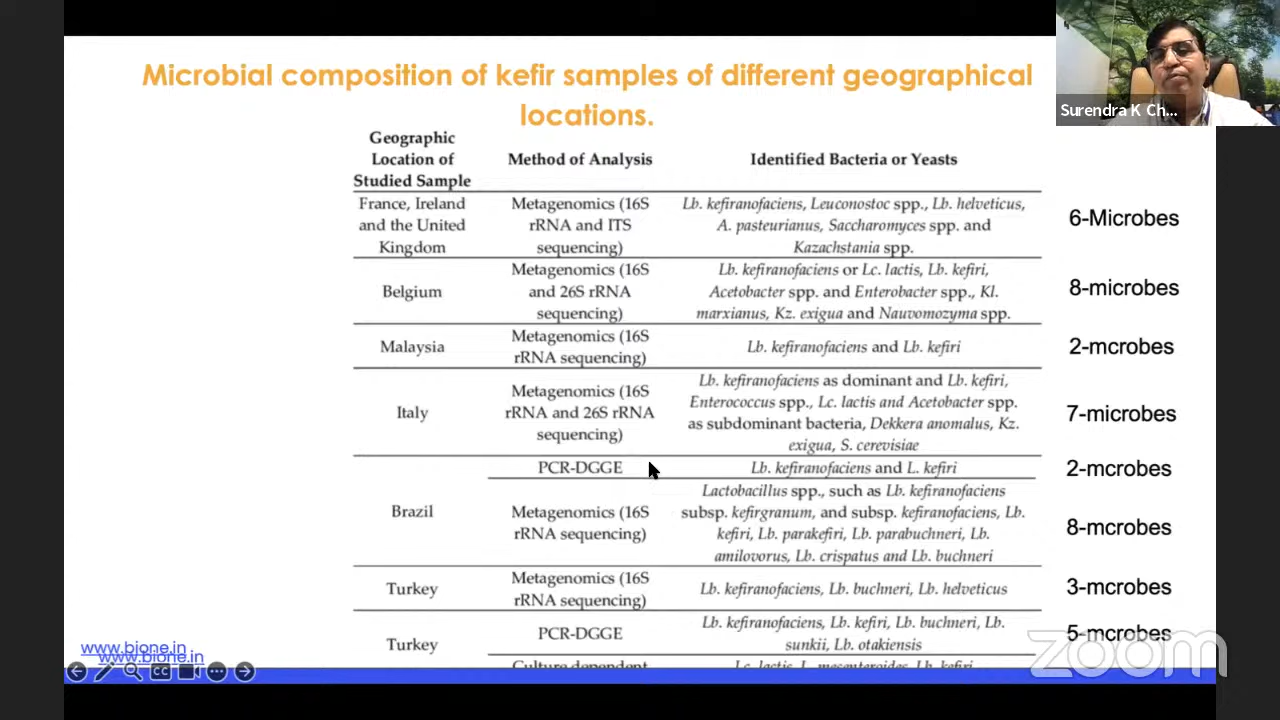 Microbial composition of kefir samples of different geographical
locations.
Surendra K Ch...
Geographic
Location of
Studied Sample
Method of Analysis
Identified Bacteria or Yeasts
France, Ireland
and the United
Kingdom
Metagenomics (16S
rRNA and ITS
sequencing)
Lb. kefiranofaciens, Leuconostoc spp., Lb. helveticus,
A. pasteurianus, Saccharomyces spp. and
Kazachstania spp.
6-Microbes
Belgium
Metagenomics (16S
and 26S rRNA
sequencing)
Lb. kefiranofaciens or Lc. lactis, Lb. kefiri,
Acetobacter spp. and Enterobacter spp., Kl.
marxianus, Kz. exigua and Nauvomozyma spp.
8-microbes
Malaysia
Metagenomics (16S
rRNA sequencing)
Lb. kefiranofaciens and Lb. kefiri
2-mcrobes
Italy
Metagenomics (16S
rRNA and 26S rRNA
sequencing)
Lb. kefiranofaciens as dominant and Lb. kefiri,
Enterococcus spp., Lc. lactis and Acetobacter spp.
as subdominant bacteria, Dekkera anomalus, Kz.
exigua, S. cerevisiae
7-microbes
Brazil
PCR-DGGE
Lb. kefiranofaciens and L. kefiri
2-mcrobes
Metagenomics (16S
rRNA sequencing)
Lactobacillus spp., such as Lb. kefiranofaciens
subsp. kefirgranum, and subsp. kefiranofaciens, Lb.
kefiri, Lb. parakefiri, Lb. parabuchneri, Lb.
amilovorus, Lb. crispatus and Lb. buchneri
8-mcrobes
Turkey
Metagenomics (16S
rRNA sequencing)
Lb. kefiranofaciens, Lb. buchneri, Lb. helveticus
3-mcrobes
Turkey
PCR-DGGE
Lb. kefiranofaciens, Lb. kefiri, Lb. buchneri, Lb.
sunkii, Lb. otakiensis
5-mcrobes
Culture dependent
Lc. lactis, L. mesenteroides, Lb. kefiri,
www.bione.in
www.bione.in
CC
zoom